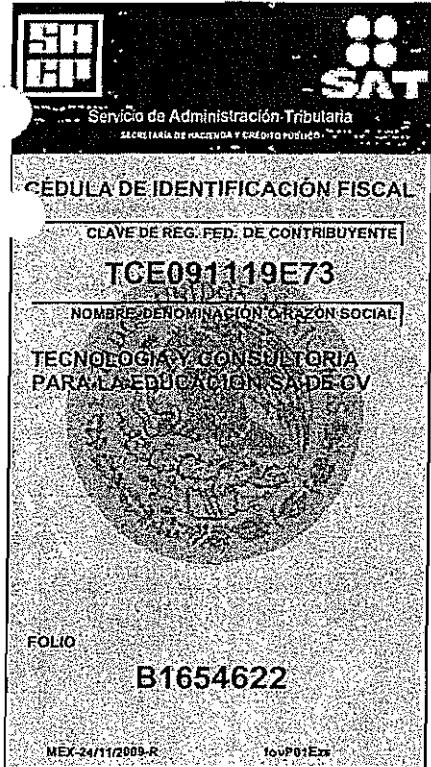 SHCP
SAT
Servicio de Administración Tributaria
SECRETARÍA DE HACIENDA Y CRÉDITO PÚBLICO
CÉDULA DE IDENTIFICACIÓN FISCAL
CLAVE DE REG. FED. DE CONTRIBUYENTE
TCE091119E73
NOMBRE, DENOMINACIÓN O RAZÓN SOCIAL
TECNOLOGIA Y CONSULTORIA
PARA LA EDUCACION SA DE CV
FOLIO
B1654622
MEX-24/11/2009-R